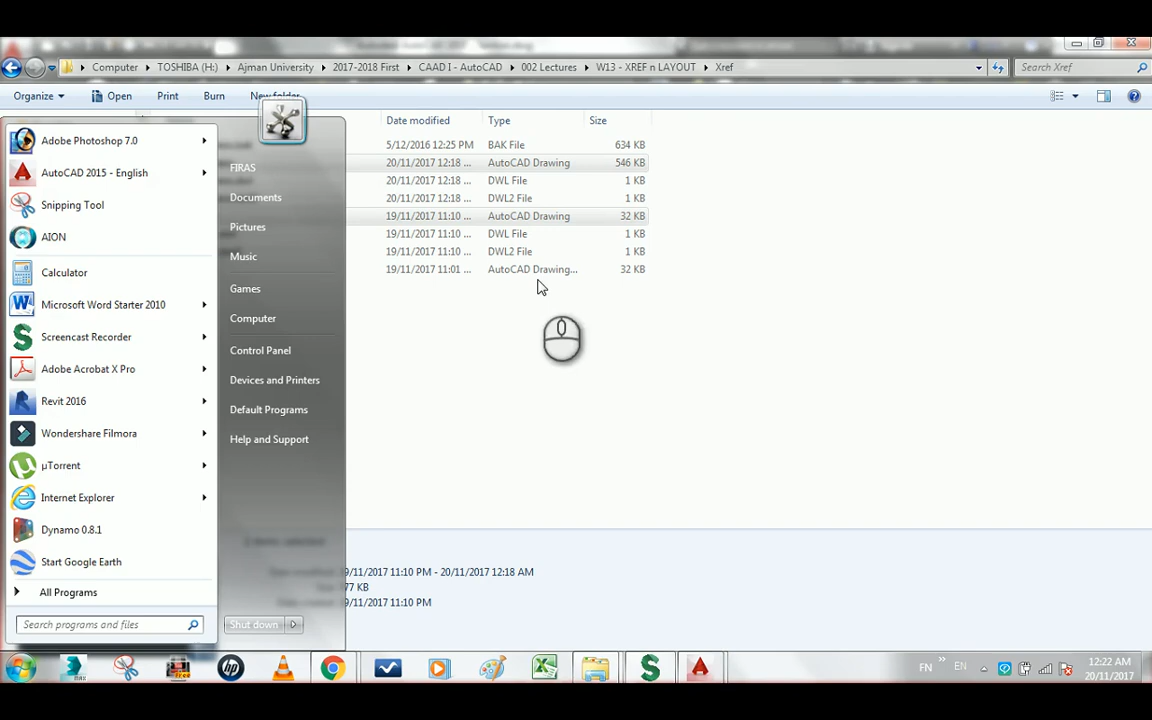 Computer ▸ TOSHIBA (H:) ▸ Ajman University ▸ 2017-2018 First ▸ CAAD I - AutoCAD ▸ 002 Lectures ▸ W13 - XREF n LAYOUT ▸ Xref
Search Xref
Organize Open Print Burn New folder
Date modified Type Size
5/12/2016 12:25 PM BAK File 634 KB
20/11/2017 12:18 ... AutoCAD Drawing 546 KB
20/11/2017 12:18 ... DWL File 1 KB
20/11/2017 12:18 ... DWL2 File 1 KB
19/11/2017 11:10 ... AutoCAD Drawing 32 KB
19/11/2017 11:10 ... DWL File 1 KB
19/11/2017 11:10 ... DWL2 File 1 KB
19/11/2017 11:01 ... AutoCAD Drawing... 32 KB
Adobe Photoshop 7.0
AutoCAD 2015 - English
Snipping Tool
AION
Calculator
Microsoft Word Starter 2010
Screencast Recorder
Adobe Acrobat X Pro
Revit 2016
Wondershare Filmora
µTorrent
Internet Explorer
Dynamo 0.8.1
Start Google Earth
All Programs
Search programs and files
FIRAS
Documents
Pictures
Music
Games
Computer
Control Panel
Devices and Printers
Default Programs
Help and Support
Shut down
19/11/2017 11:10 PM - 20/11/2017 12:18 AM
77 KB
19/11/2017 11:10 PM
FN EN
12:22 AM
20/11/2017